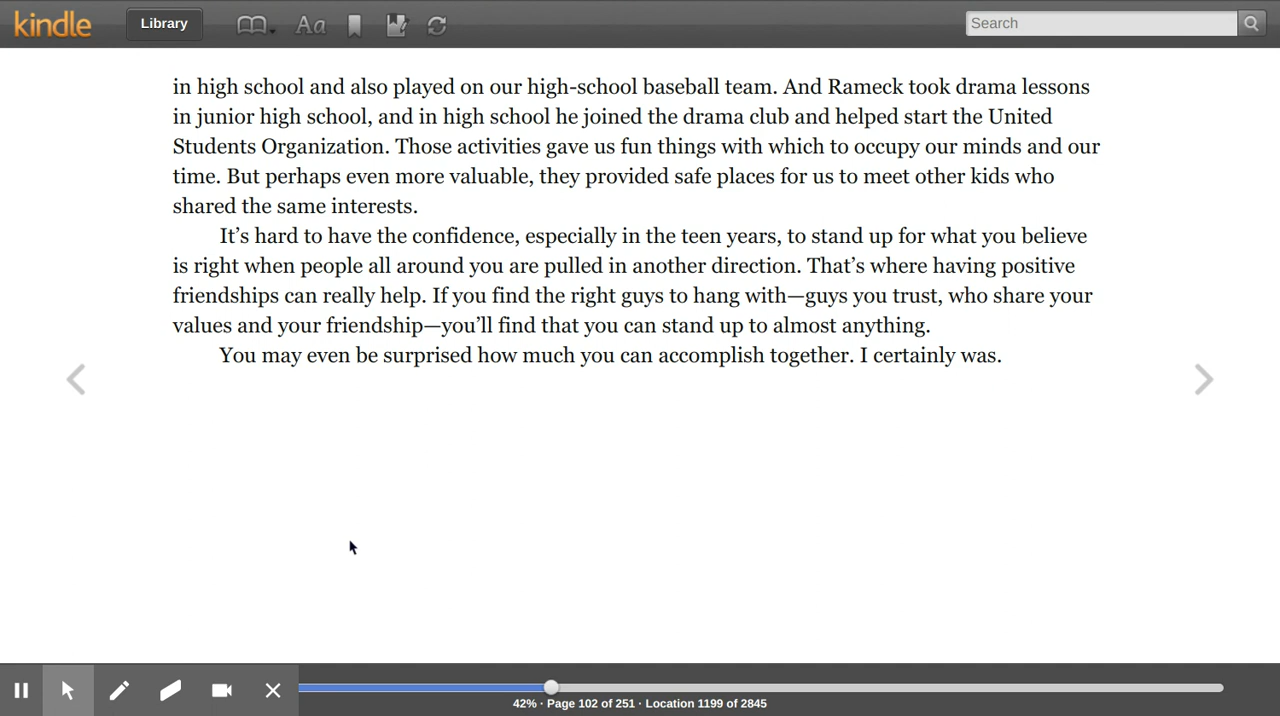 kindle Library Aa Search
in high school and also played on our high-school baseball team. And Rameck took drama lessons
in junior high school, and in high school he joined the drama club and helped start the United
Students Organization. Those activities gave us fun things with which to occupy our minds and our
time. But perhaps even more valuable, they provided safe places for us to meet other kids who
shared the same interests.
It’s hard to have the confidence, especially in the teen years, to stand up for what you believe
is right when people all around you are pulled in another direction. That’s where having positive
friendships can really help. If you find the right guys to hang with—guys you trust, who share your
values and your friendship—you’ll find that you can stand up to almost anything.
You may even be surprised how much you can accomplish together. I certainly was.
42% · Page 102 of 251 · Location 1199 of 2845